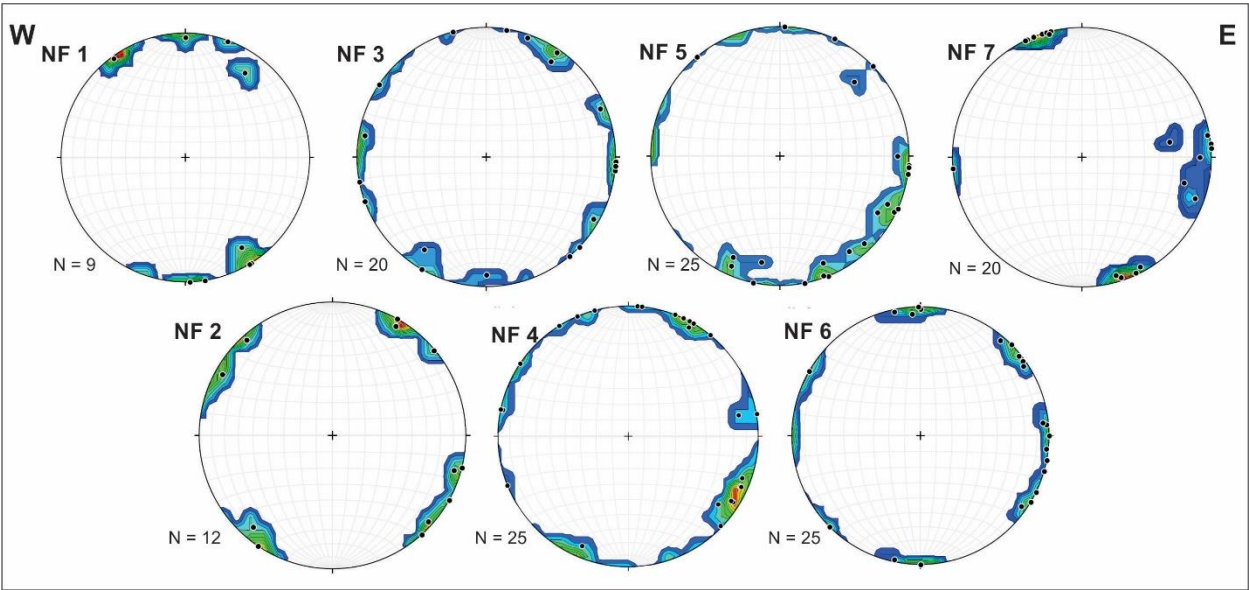 W
E
NF 1
NF 3
NF 5
NF 7
N = 9
N = 20
N = 25
N = 20
NF 2
NF 4
NF 6
N = 12
N = 25
N = 25